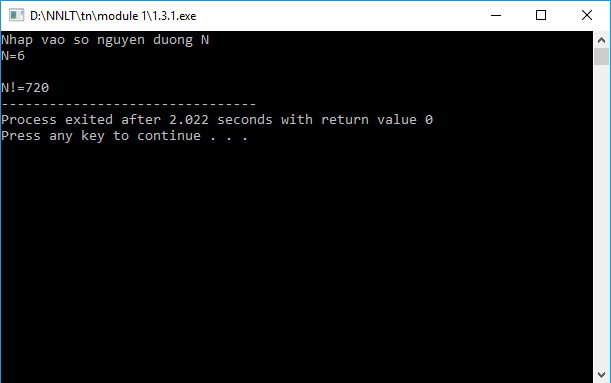 D:\NNLT\tn\module 1\1.3.1.exe
Nhap vao so nguyen duong N
N=6
N!=720
--------------------------------
Process exited after 2.022 seconds with return value 0
Press any key to continue . . .